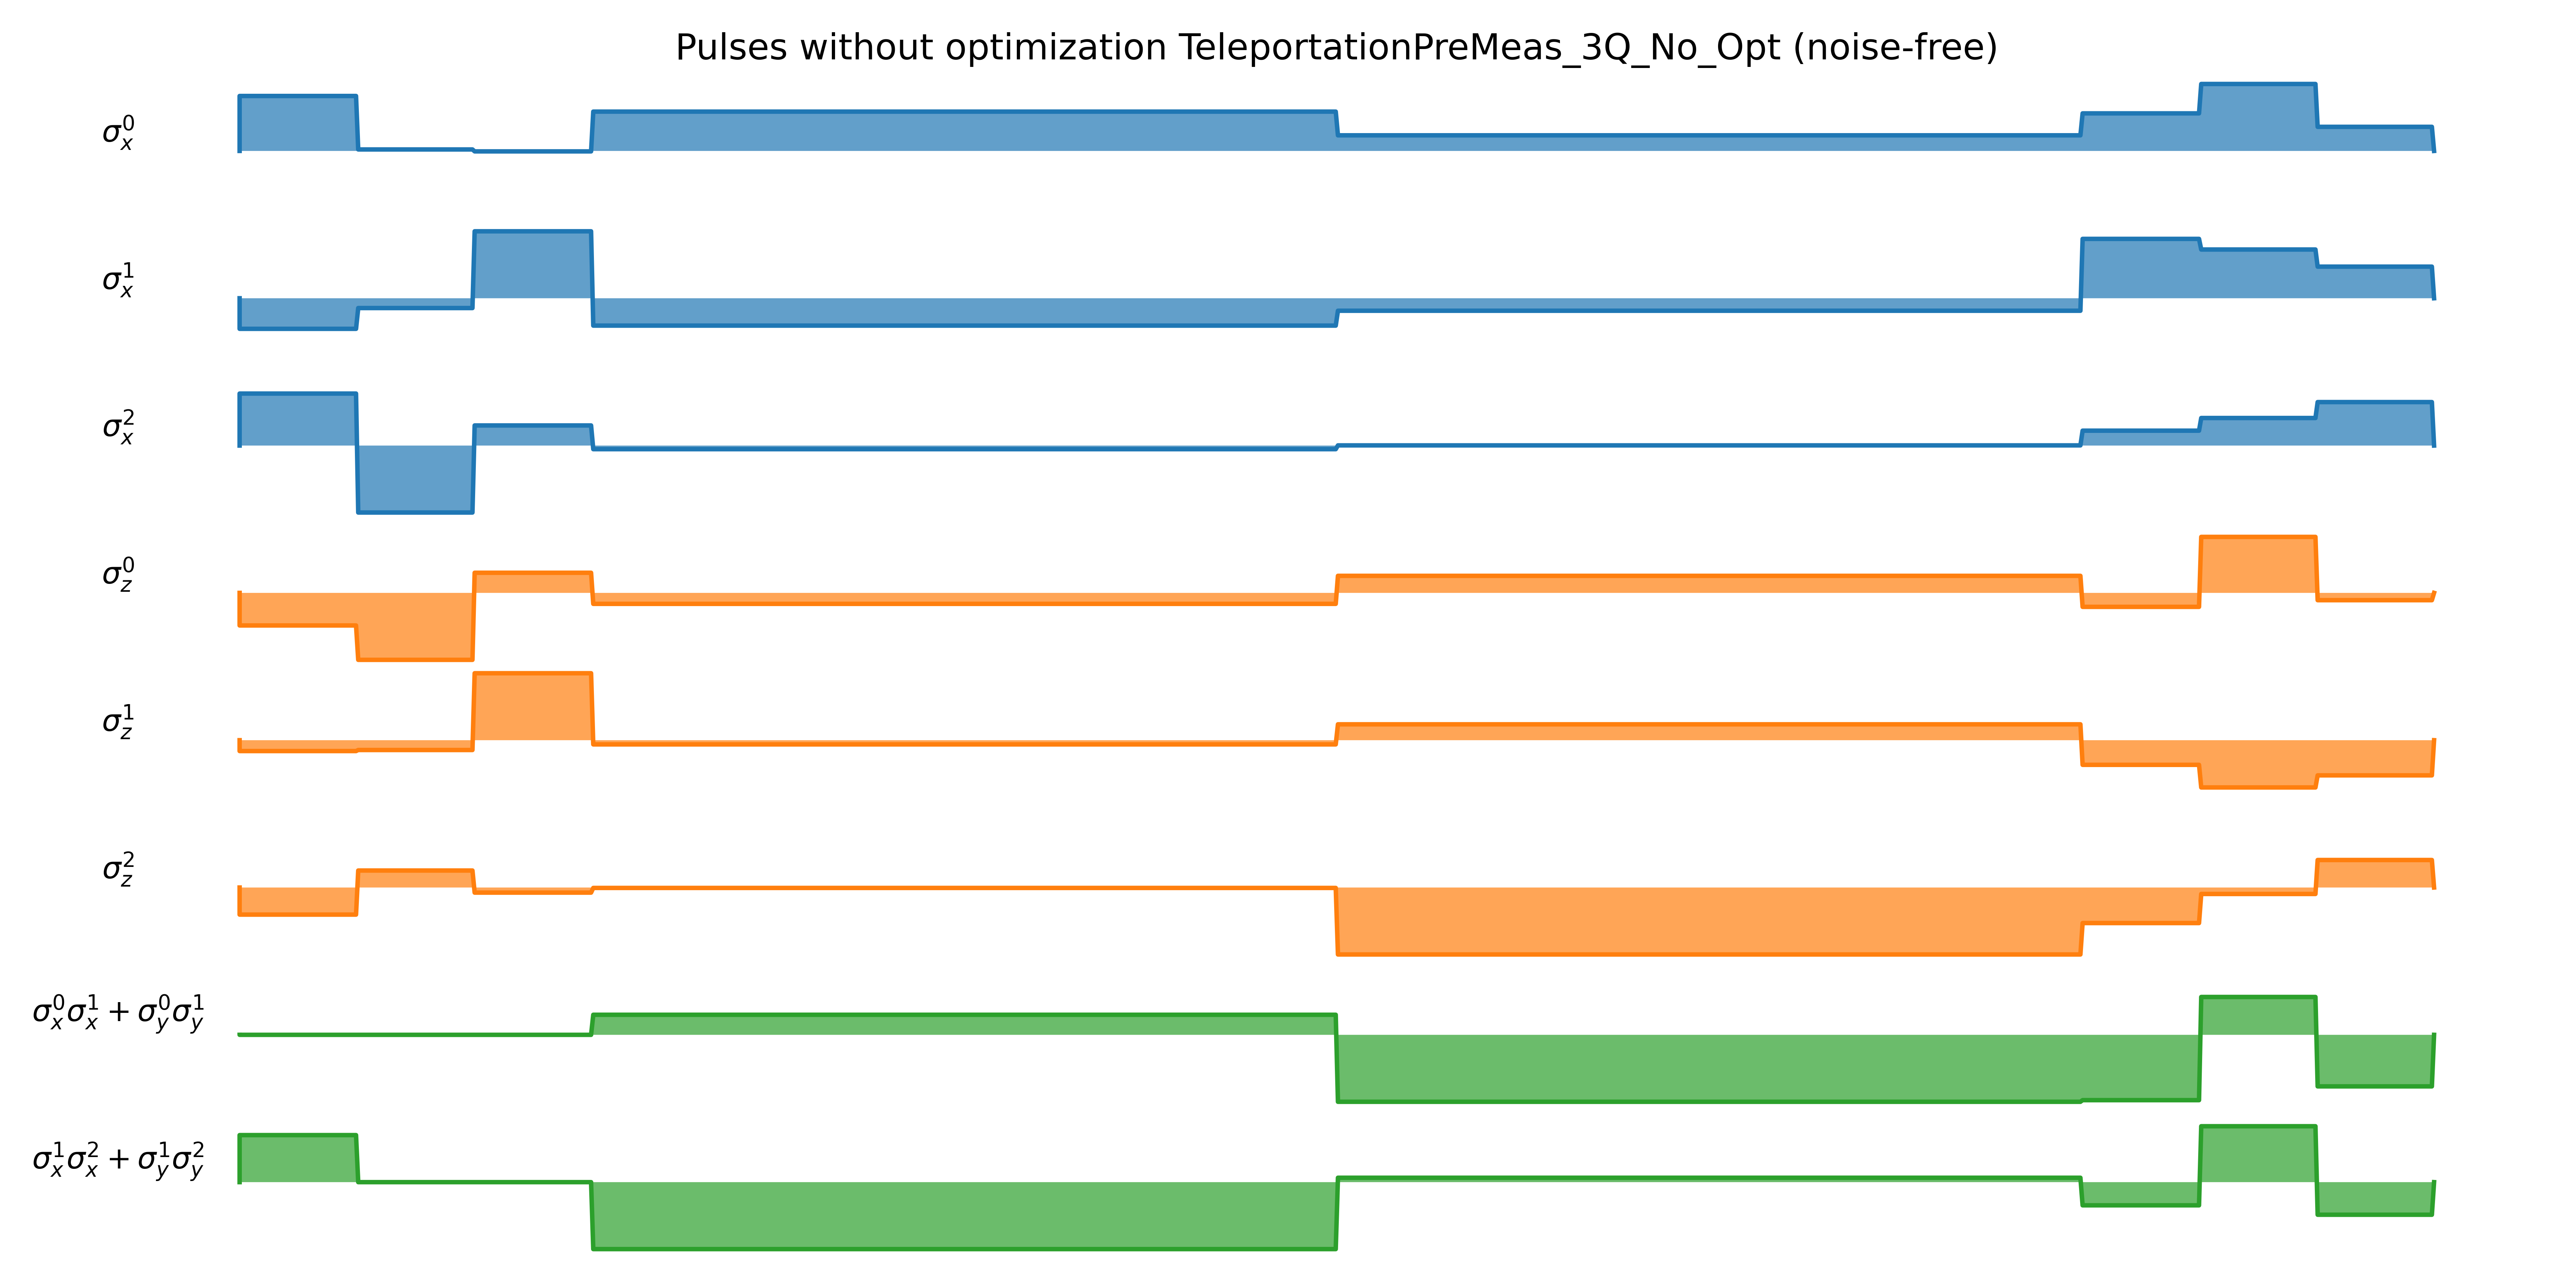 Pulses without optimization TeleportationPreMeas_3Q_No_Opt (noise-free)
σ_x^0
σ_x^1
σ_x^2
σ_z^0
σ_z^1
σ_z^2
σ_x^0σ_x^1 + σ_y^0σ_y^1
σ_x^1σ_x^2 + σ_y^1σ_y^2